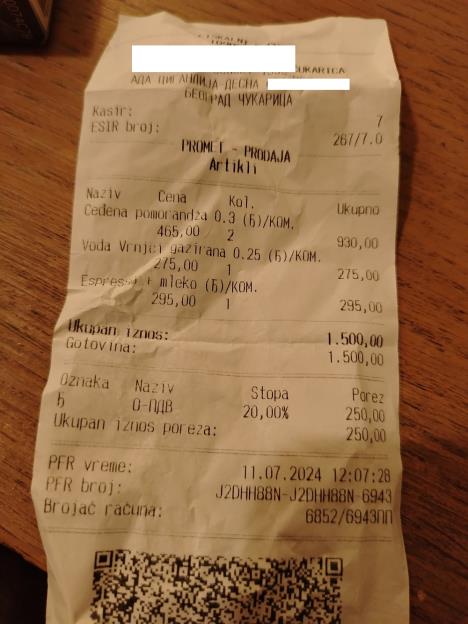 ČUKARICA
АДА ЦИГАНЛИЈА ДЕСНА
БЕОГРАД ЧУКАРИЦА
Kasir: 7
ESIR broj: 267/7.0
PROMET - PRODAJA
Artikli
Naziv Cena Kol. Ukupno
Ceđena pomorandža 0.3 (Ђ)/KOM.
465,00 2 930,00
Voda Vrnjci gazirana 0.25 (Ђ)/KOM.
275,00 1 275,00
Espresso i mleko (Ђ)/KOM.
295,00 1 295,00
Ukupan iznos: 1.500,00
Gotovina: 1.500,00
Oznaka Naziv Stopa Porez
Ђ О-ПДВ 20,00% 250,00
Ukupan iznos poreza: 250,00
PFR vreme: 11.07.2024 12:07:28
PFR broj: J2DHH88N-J2DHH88N-6943
Brojač računa: 6852/6943ПП